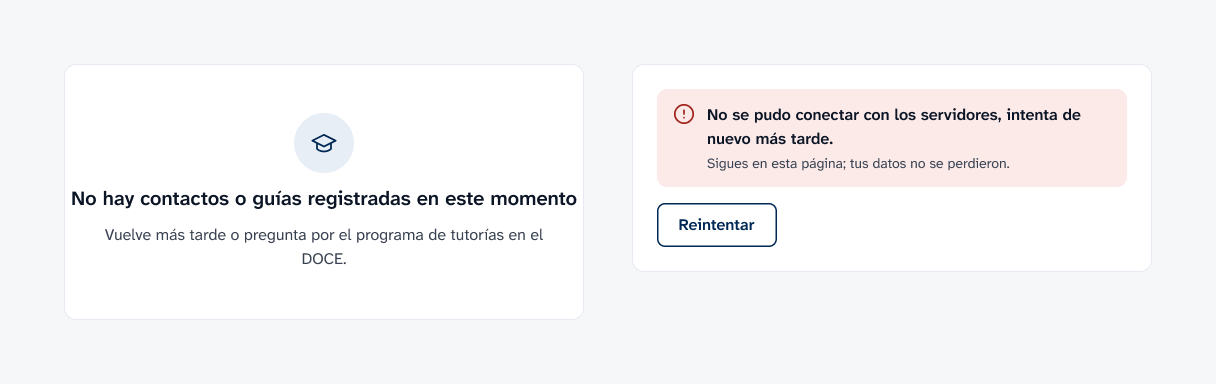 No hay contactos o guías registradas en este momento
Vuelve más tarde o pregunta por el programa de tutorías en el
DOCE.
No se pudo conectar con los servidores, intenta de
nuevo más tarde.
Sigues en esta página; tus datos no se perdieron.
Reintentar